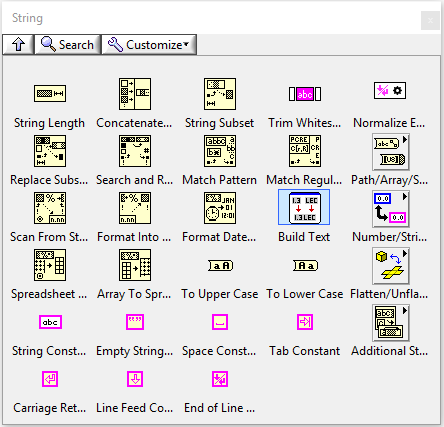 String
Search Customize
String Length Concatenate... String Subset Trim Whites... Normalize E...
Replace Subs... Search and R... Match Pattern Match Regul... Path/Array/S...
Scan From St... Format Into ... Format Date... Build Text Number/Stri...
Spreadsheet ... Array To Spr... To Upper Case To Lower Case Flatten/Unfla...
String Const... Empty String... Space Const... Tab Constant Additional St...
Carriage Ret... Line Feed Co... End of Line ...